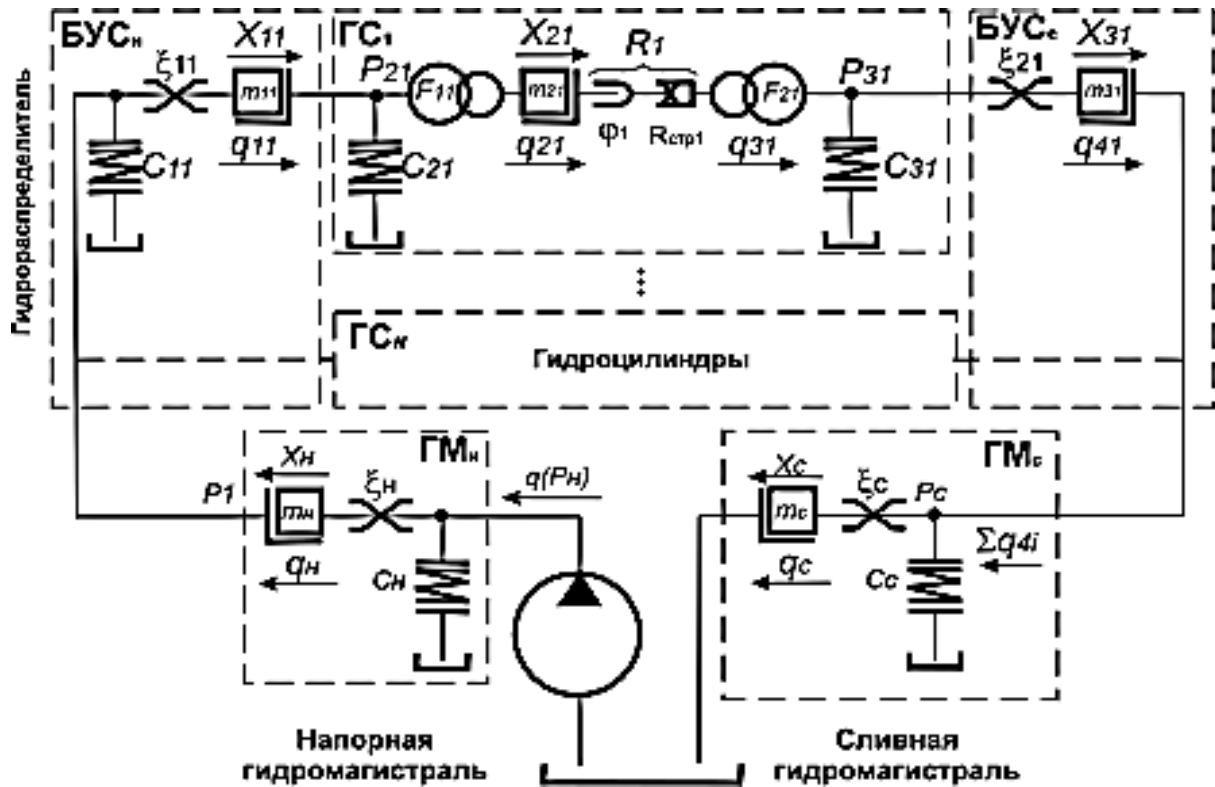 БУСн
ГС1
БУСс
X11
X21
R1
X31
ξ11
P21
P31
ξ21
m11
F11
m21
F21
m31
C11
q11
C21
q21
φ1
Rстр1
q31
C31
q41
Гидрораспределитель
ГСN
Гидроцилиндры
ГМн
ГМс
P1
Xн
ξн
q(Pн)
Xс
ξс
Pс
mн
mс
qн
Cн
qс
Cс
Σq4i
Напорная
гидромагистраль
Сливная
гидромагистраль